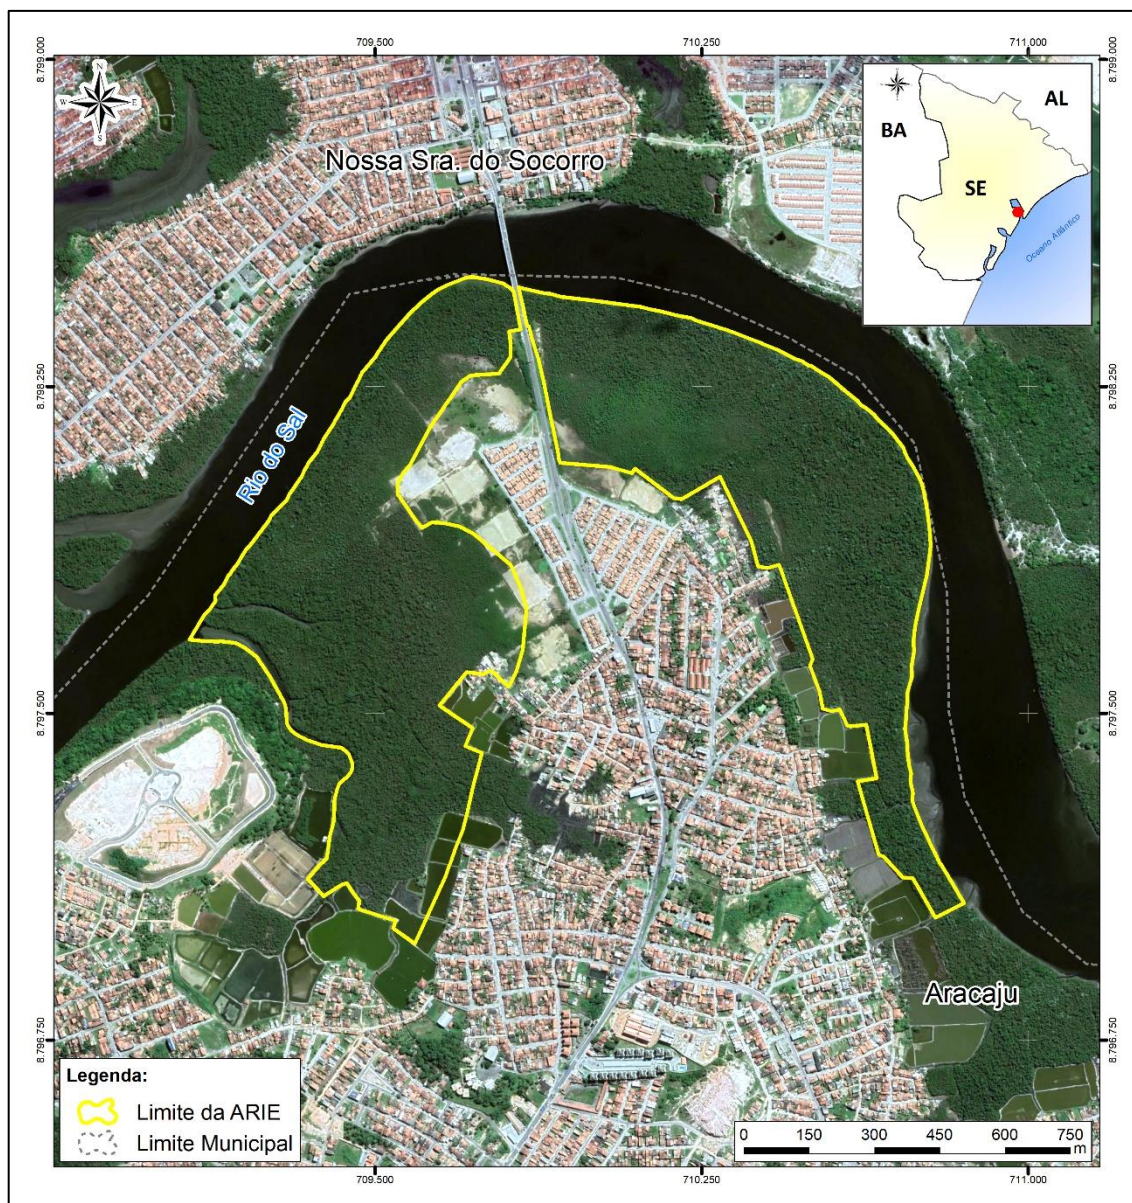 709.500
710.250
711.000
8.799.000
8.799.000
N
W
E
S
AL
BA
SE
Oceano Atlântico
Nossa Sra. do Socorro
8.798.250
8.798.250
Rio do Sal
8.797.500
8.797.500
Aracaju
8.796.750
8.796.750
Legenda:
Limite da ARIE
Limite Municipal
0 150 300 450 600 750
m
709.500
710.250
711.000